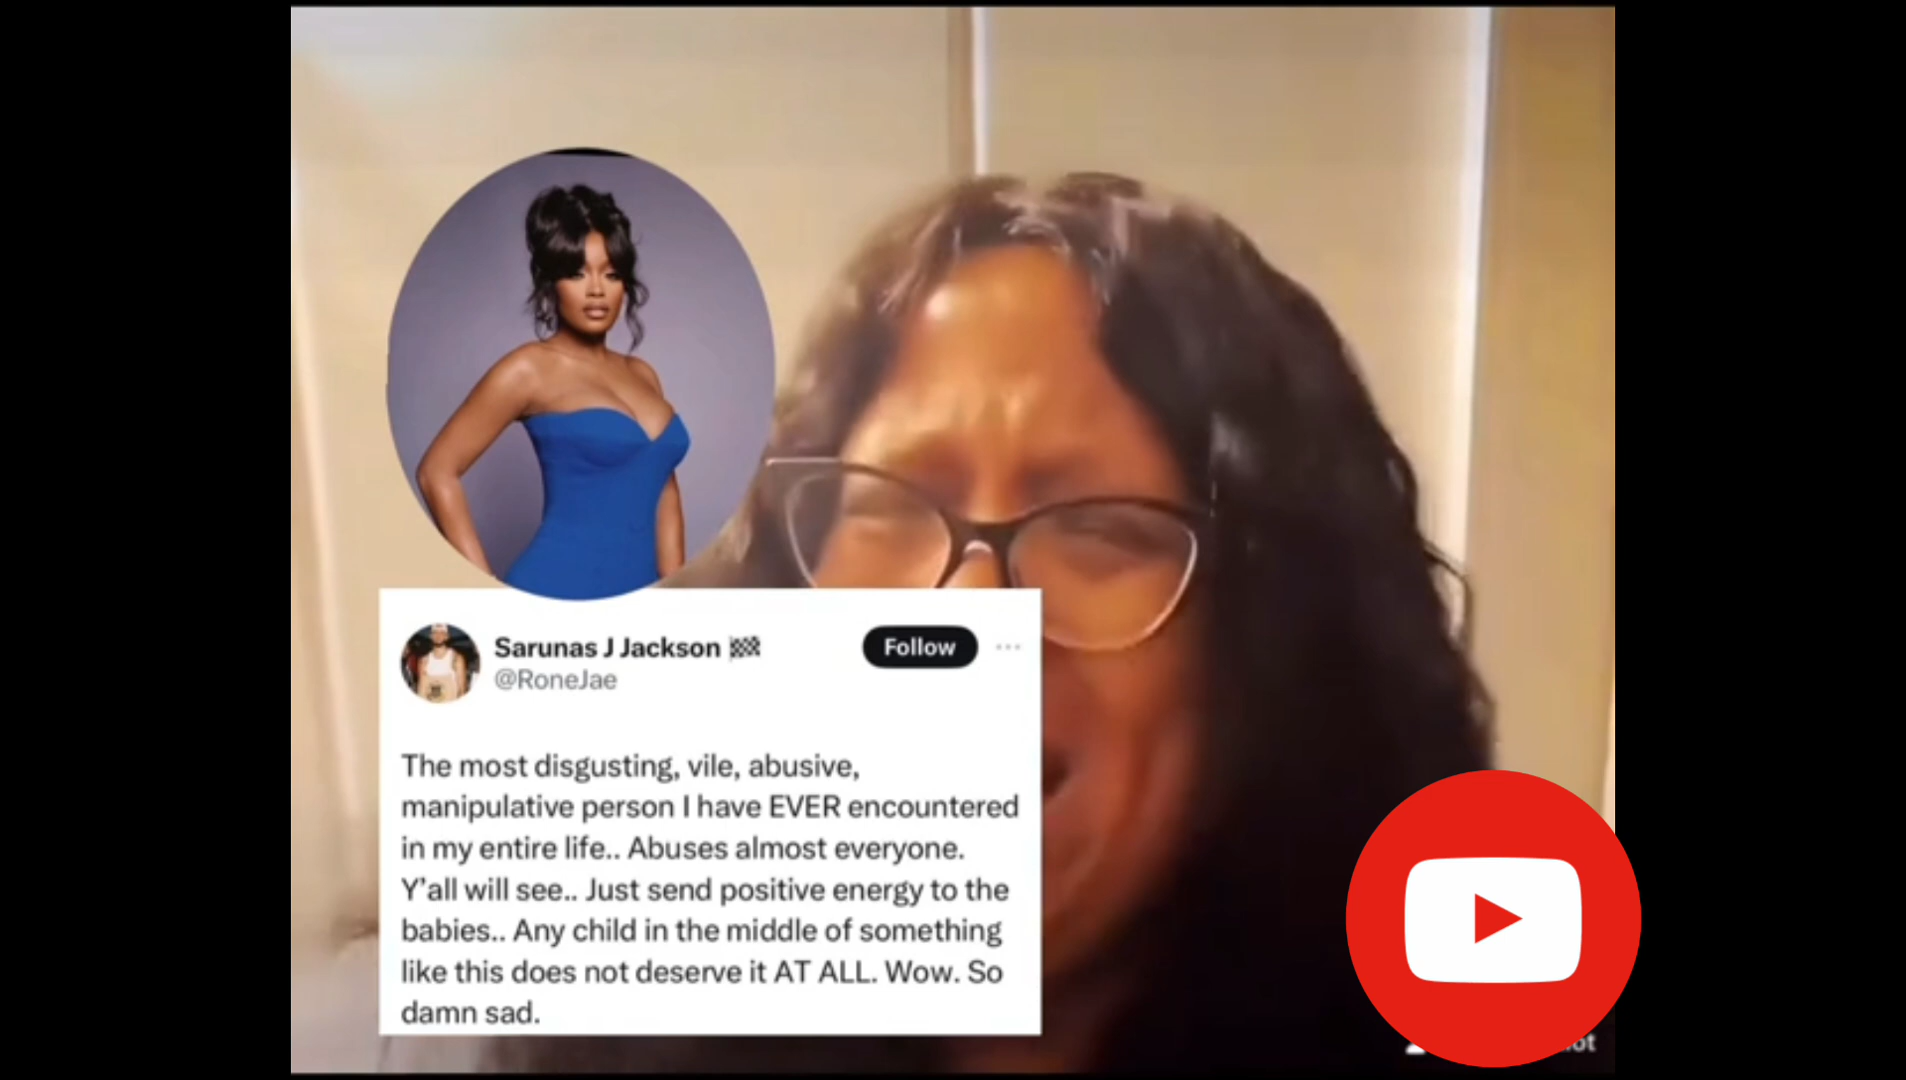 Sarunas J Jackson 🏁
@RoneJae
Follow
The most disgusting, vile, abusive,
manipulative person I have EVER encountered
in my entire life.. Abuses almost everyone.
Y'all will see.. Just send positive energy to the
babies.. Any child in the middle of something
like this does not deserve it AT ALL. Wow. So
damn sad.